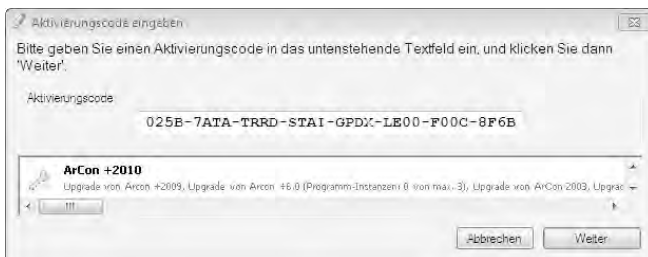 Aktivierungscode eingeben
Bitte geben Sie einen Aktivierungscode in das untenstehende Textfeld ein, und klicken Sie dann
'Weiter'.
Aktivierungscode
025B-7ATA-TRRD-STAI-GPDX-LE00-F00C-8F6B
ArCon +2010
Upgrade von Arcon +2009, Upgrade von Arcon +6.0 (Programm-Instanzen: 0 von max. 3), Upgrade von ArCon 2003, Upgrac
Abbrechen
Weiter